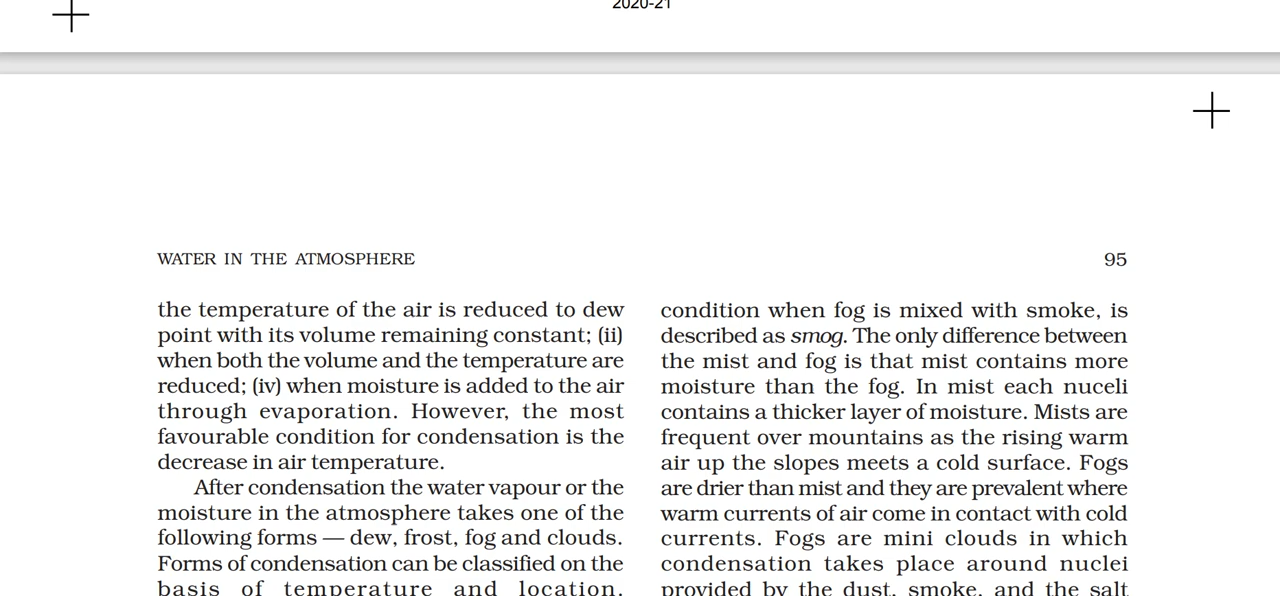 2020-21
WATER IN THE ATMOSPHERE
95
the temperature of the air is reduced to dew
point with its volume remaining constant; (ii)
when both the volume and the temperature are
reduced; (iv) when moisture is added to the air
through evaporation. However, the most
favourable condition for condensation is the
decrease in air temperature.
After condensation the water vapour or the
moisture in the atmosphere takes one of the
following forms — dew, frost, fog and clouds.
Forms of condensation can be classified on the
basis of temperature and location.
condition when fog is mixed with smoke, is
described as smog. The only difference between
the mist and fog is that mist contains more
moisture than the fog. In mist each nuceli
contains a thicker layer of moisture. Mists are
frequent over mountains as the rising warm
air up the slopes meets a cold surface. Fogs
are drier than mist and they are prevalent where
warm currents of air come in contact with cold
currents. Fogs are mini clouds in which
condensation takes place around nuclei
provided by the dust, smoke, and the salt